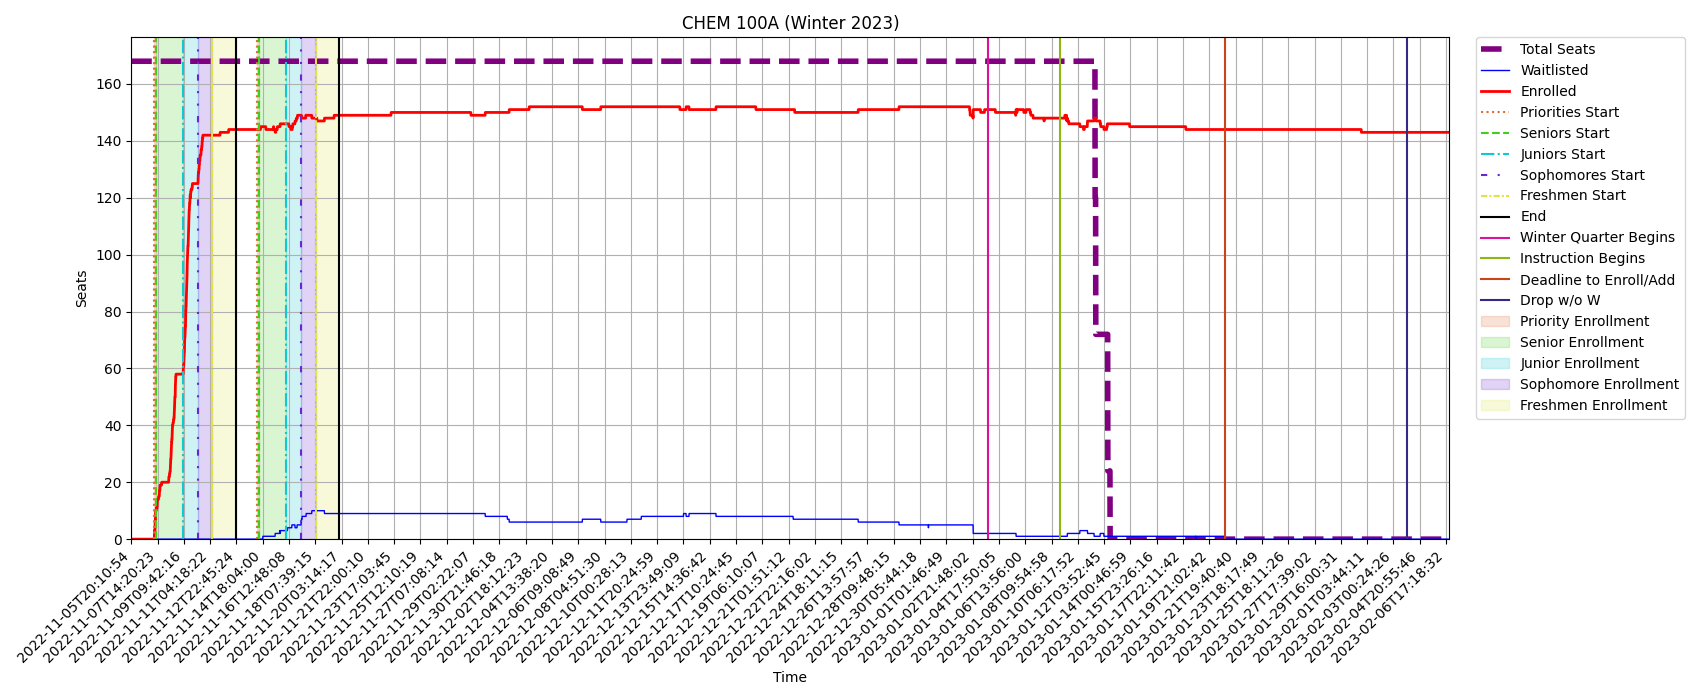 CHEM 100A (Winter 2023)
Seats
160
140
120
100
80
60
40
20
0
2022-11-05T20:10:54
2022-11-07T14:20:23
2022-11-09T09:42:16
2022-11-11T04:18:22
2022-11-12T22:45:24
2022-11-14T18:04:00
2022-11-16T12:48:08
2022-11-18T07:39:15
2022-11-20T03:14:17
2022-11-21T22:00:10
2022-11-23T17:03:45
2022-11-25T12:10:19
2022-11-27T07:08:14
2022-11-29T02:22:07
2022-11-30T21:46:18
2022-12-02T18:12:23
2022-12-04T13:38:20
2022-12-06T09:08:49
2022-12-08T04:51:30
2022-12-10T00:28:13
2022-12-11T20:24:59
2022-12-13T23:49:09
2022-12-15T14:36:42
2022-12-17T10:24:45
2022-12-19T06:10:07
2022-12-21T01:51:12
2022-12-22T22:16:02
2022-12-24T18:11:15
2022-12-26T13:57:57
2022-12-28T09:48:15
2022-12-30T05:44:18
2023-01-01T01:46:49
2023-01-02T21:48:02
2023-01-04T17:50:05
2023-01-06T13:56:00
2023-01-08T09:54:58
2023-01-10T06:17:52
2023-01-12T03:52:45
2023-01-14T00:46:59
2023-01-15T23:26:16
2023-01-17T22:11:42
2023-01-19T21:02:42
2023-01-21T19:40:40
2023-01-23T18:17:49
2023-01-25T18:11:26
2023-01-27T17:39:02
2023-01-29T16:00:31
2023-02-01T03:44:11
2023-02-03T00:24:26
2023-02-04T20:55:46
2023-02-06T17:18:32
Time
Total Seats
Waitlisted
Enrolled
Priorities Start
Seniors Start
Juniors Start
Sophomores Start
Freshmen Start
End
Winter Quarter Begins
Instruction Begins
Deadline to Enroll/Add
Drop w/o W
Priority Enrollment
Senior Enrollment
Junior Enrollment
Sophomore Enrollment
Freshmen Enrollment